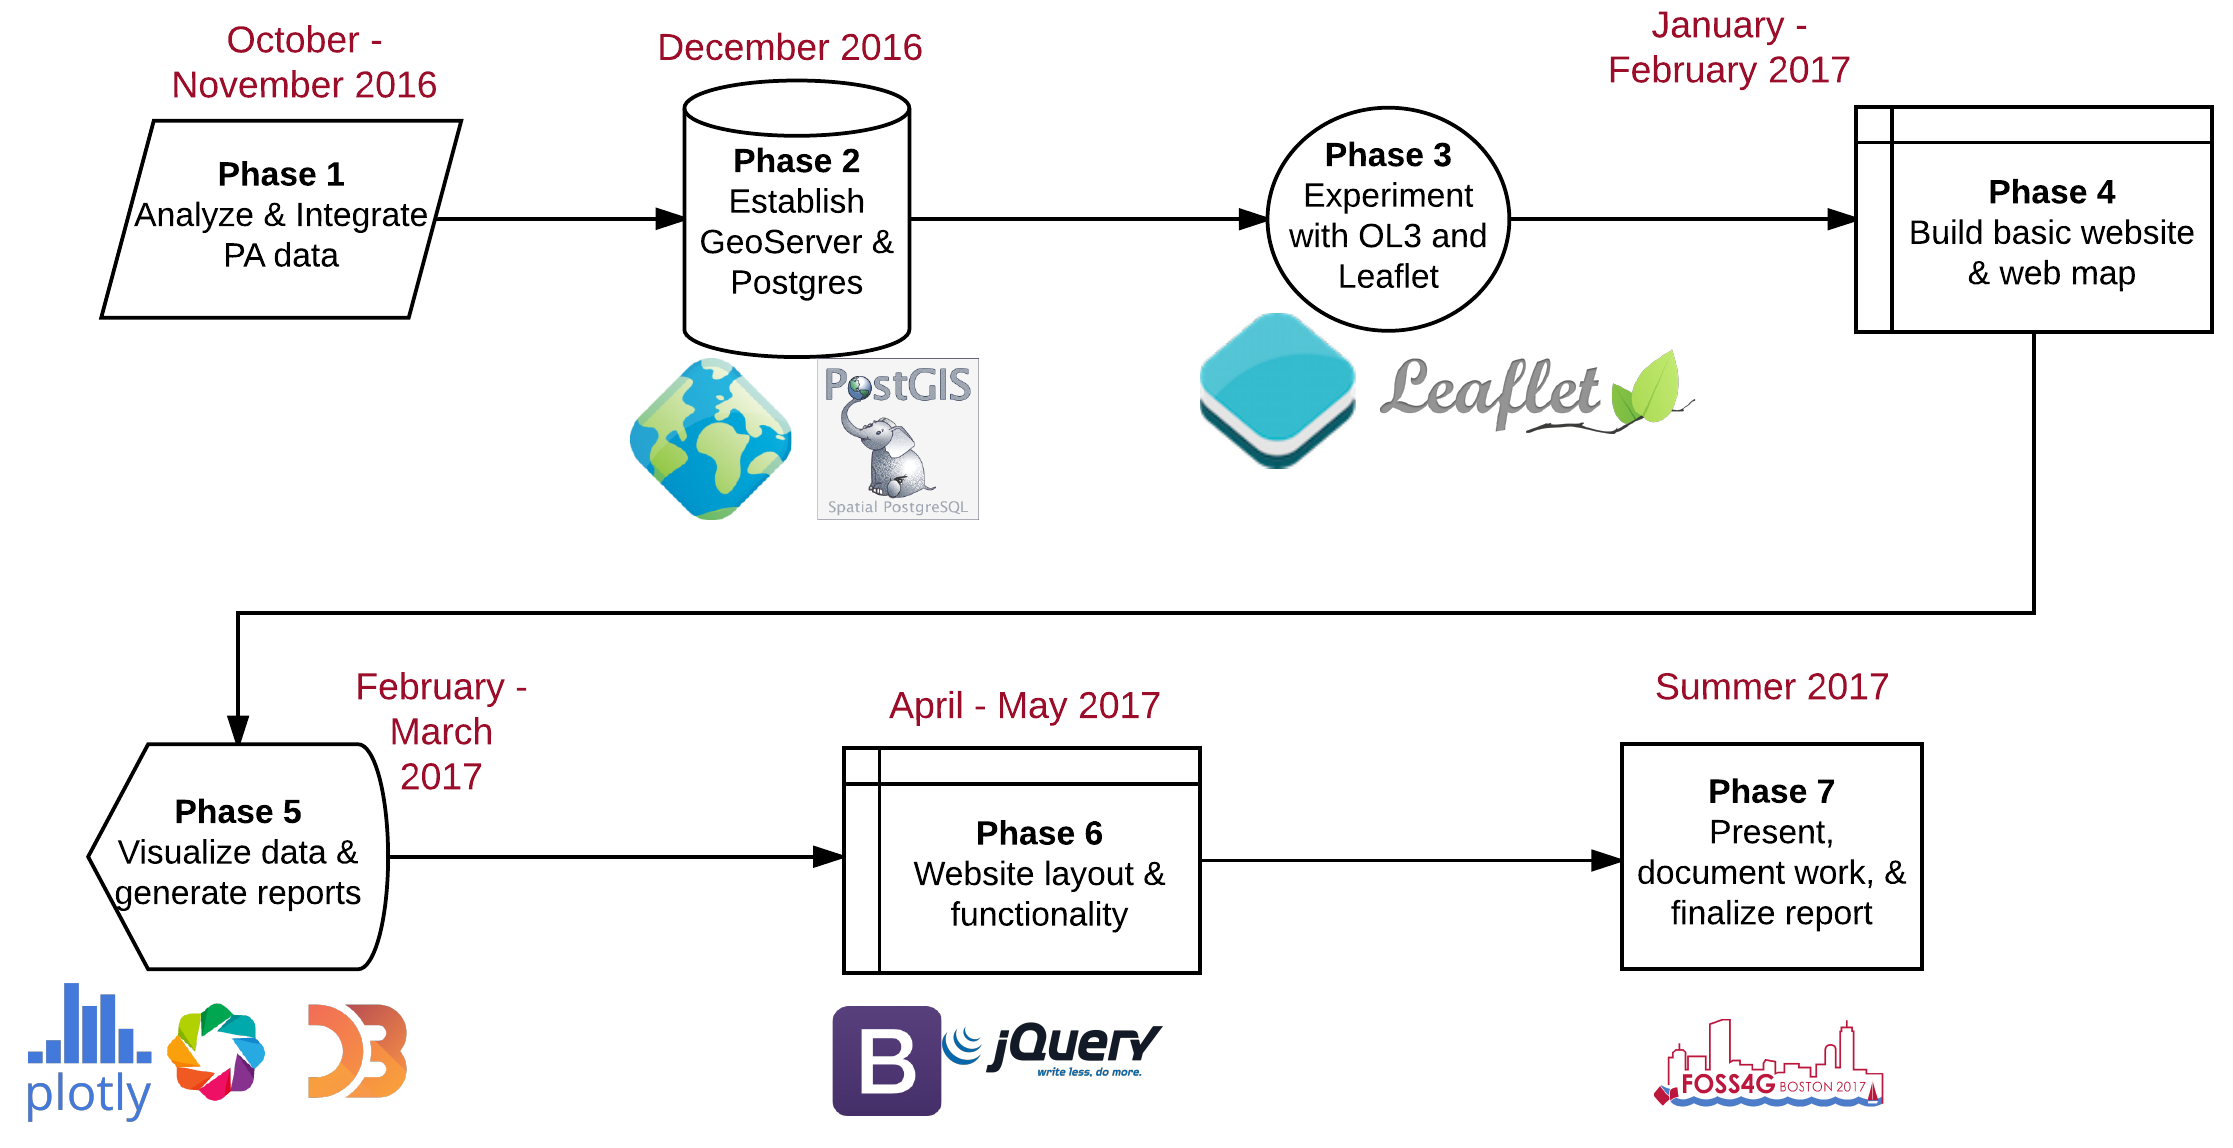 October -
November 2016
Phase 1
Analyze & Integrate
PA data
December 2016
Phase 2
Establish
GeoServer &
Postgres
PostGIS
Spatial PostgreSQL
Phase 3
Experiment
with OL3 and
Leaflet
Leaflet
January -
February 2017
Phase 4
Build basic website
& web map
February -
March
2017
Phase 5
Visualize data &
generate reports
plotly
D3
April - May 2017
Phase 6
Website layout &
functionality
B
jQuery
write less, do more.
Summer 2017
Phase 7
Present,
document work, &
finalize report
FOSS4G BOSTON 2017